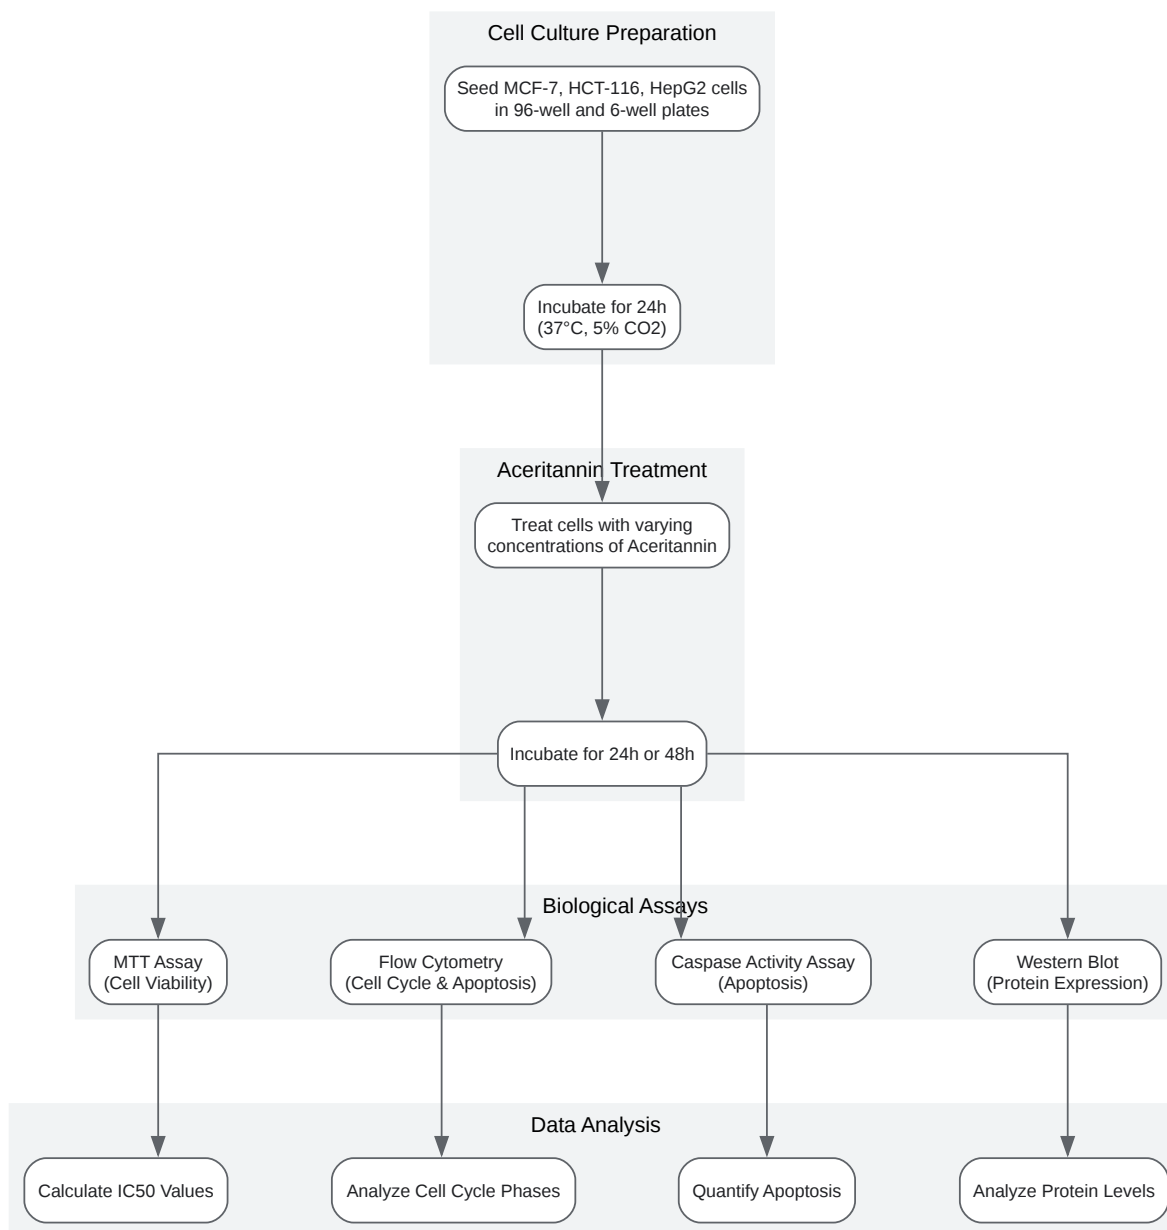 Cell Culture Preparation
Seed MCF-7, HCT-116, HepG2 cells
in 96-well and 6-well plates
Incubate for 24h
(37°C, 5% CO2)
Aceritannin Treatment
Treat cells with varying
concentrations of Aceritannin
Incubate for 24h or 48h
Biological Assays
MTT Assay
(Cell Viability)
Flow Cytometry
(Cell Cycle & Apoptosis)
Caspase Activity Assay
(Apoptosis)
Western Blot
(Protein Expression)
Data Analysis
Calculate IC50 Values
Analyze Cell Cycle Phases
Quantify Apoptosis
Analyze Protein Levels